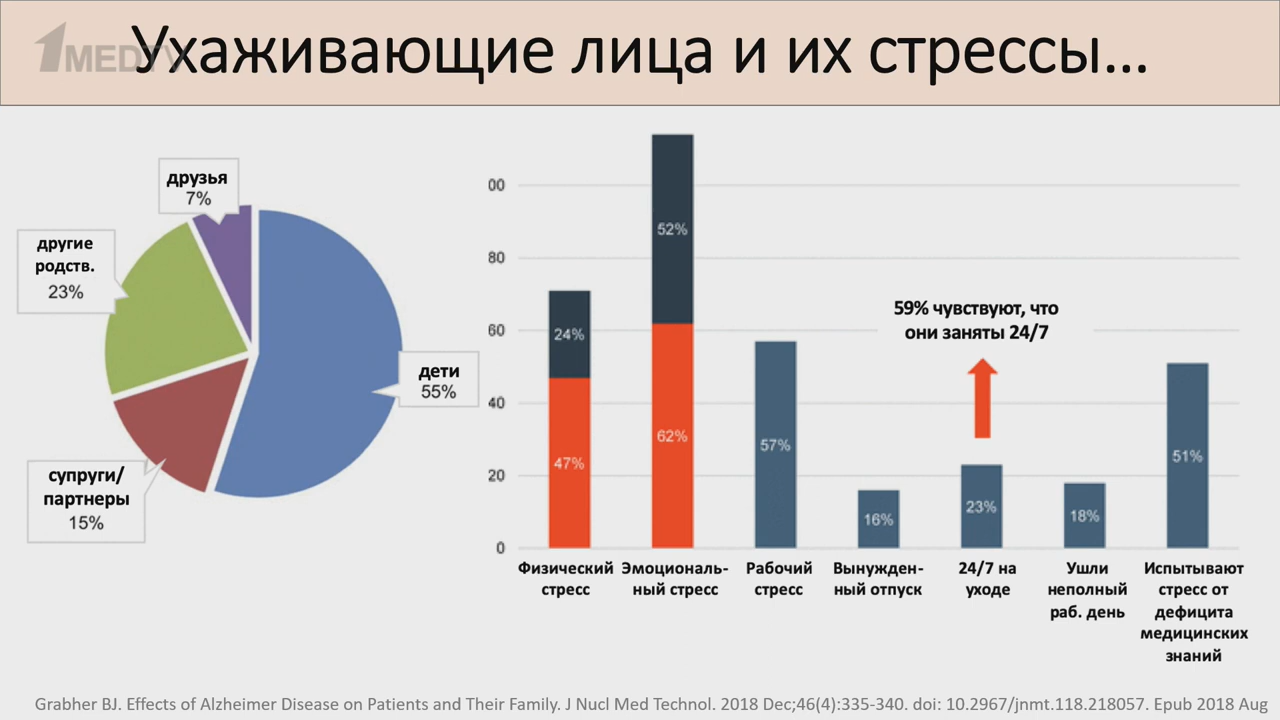 1MEDTV
Ухаживающие лица и их стрессы...
друзья
7%
другие
родств.
23%
дети
55%
супруги/
партнеры
15%
00
80
60
40
20
0
24%
47%
52%
62%
57%
16%
23%
18%
51%
59% чувствуют, что
они заняты 24/7
Физический
стресс
Эмоциональ-
ный стресс
Рабочий
стресс
Вынужден-
ный отпуск
24/7 на
уходе
Ушли
неполный
раб. день
Испытывают
стресс от
дефицита
медицинских
знаний
Grabher BJ. Effects of Alzheimer Disease on Patients and Their Family. J Nucl Med Technol. 2018 Dec;46(4):335-340. doi: 10.2967/jnmt.118.218057. Epub 2018 Aug